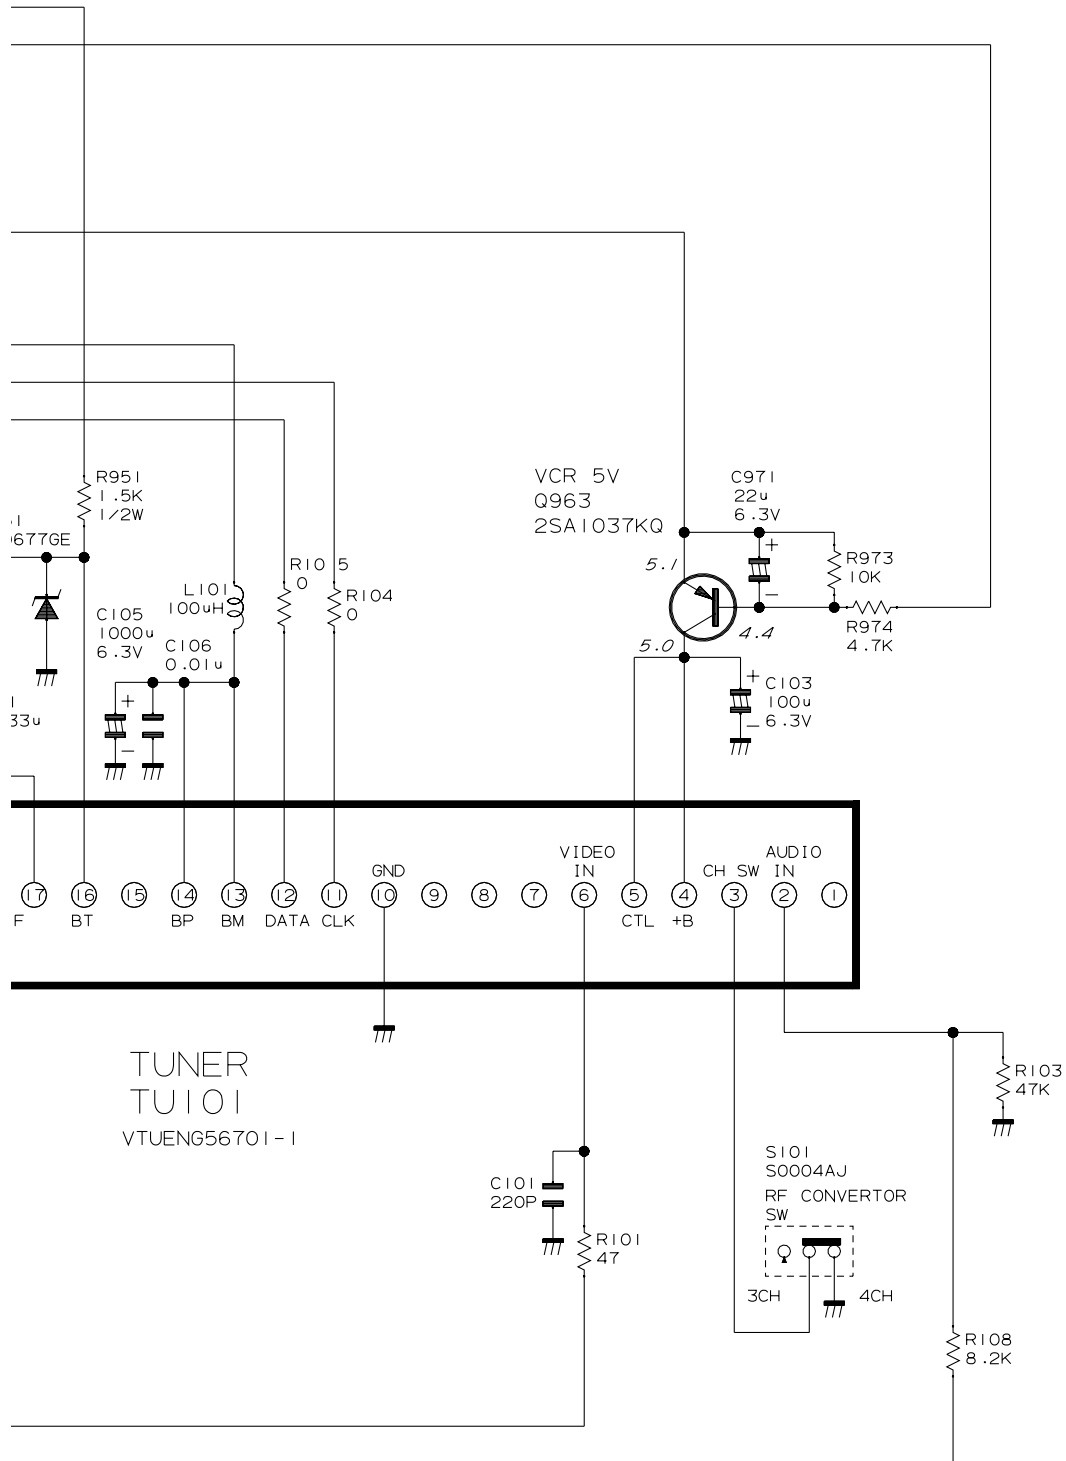 VCR 5V
Q963
2SA1037KQ
C971
22u
6.3V
+
-
5.1
5.0
4.4
R973
10K
R974
4.7K
R951
1.5K
1/2W
677GE
R105
0
R104
0
L101
100uH
C105
1000u
6.3V
C106
0.01u
+
-
33u
+
-
C103
100u
6.3V
VIDEO
IN
AUDIO
IN
CH SW
GND
17
16
15
14
13
12
11
10
9
8
7
6
5
4
3
2
1
F
BT
BP
BM
DATA
CLK
CTL
+B
TUNER
TU101
VTUENG56701-1
R103
47K
C101
220P
R101
47
S101
S0004AJ
RF CONVERTOR
SW
3CH
4CH
R108
8.2K